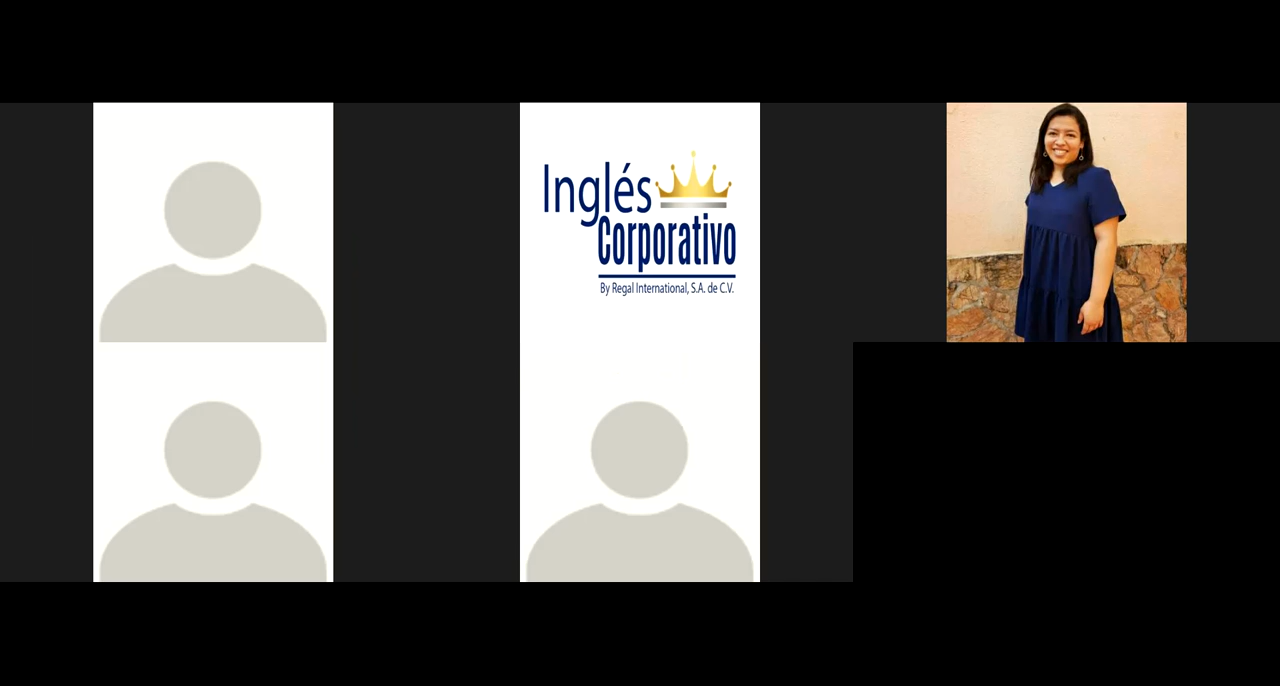 Inglés
Corporativo
By Regal International, S.A. de C.V.